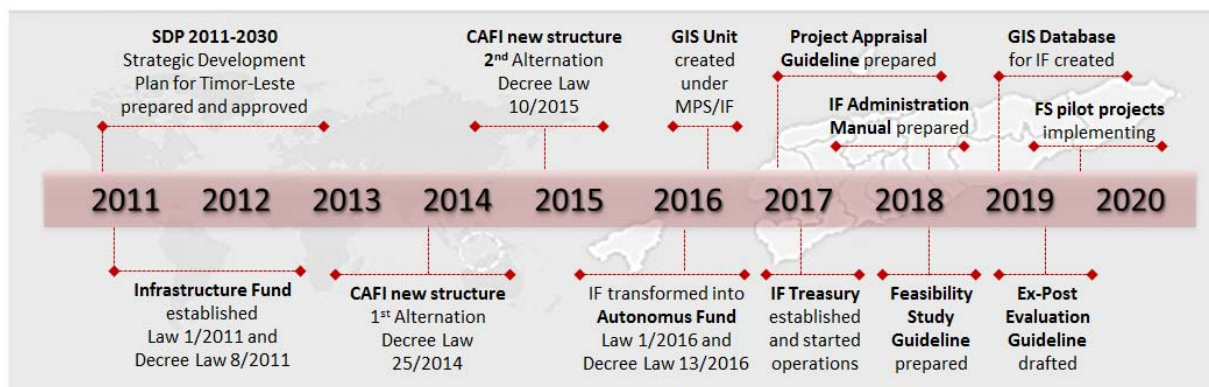 SDP 2011-2030
Strategic Development
Plan for Timor-Leste
prepared and approved
CAFI new structure
2nd Alternation
Decree Law
10/2015
GIS Unit
created
under
MPS/IF
Project Appraisal
Guideline prepared
IF Administration
Manual prepared
GIS Database
for IF created
FS pilot projects
implementing
2011 2012 2013 2014 2015 2016 2017 2018 2019 2020
Infrastructure Fund
established
Law 1/2011 and
Decree Law 8/2011
CAFI new structure
1st Alternation
Decree Law
25/2014
IF transformed into
Autonomus Fund
Law 1/2016 and
Decree Law 13/2016
IF Treasury
established
and started
operations
Feasibility
Study
Guideline
prepared
Ex-Post
Evaluation
Guideline
drafted